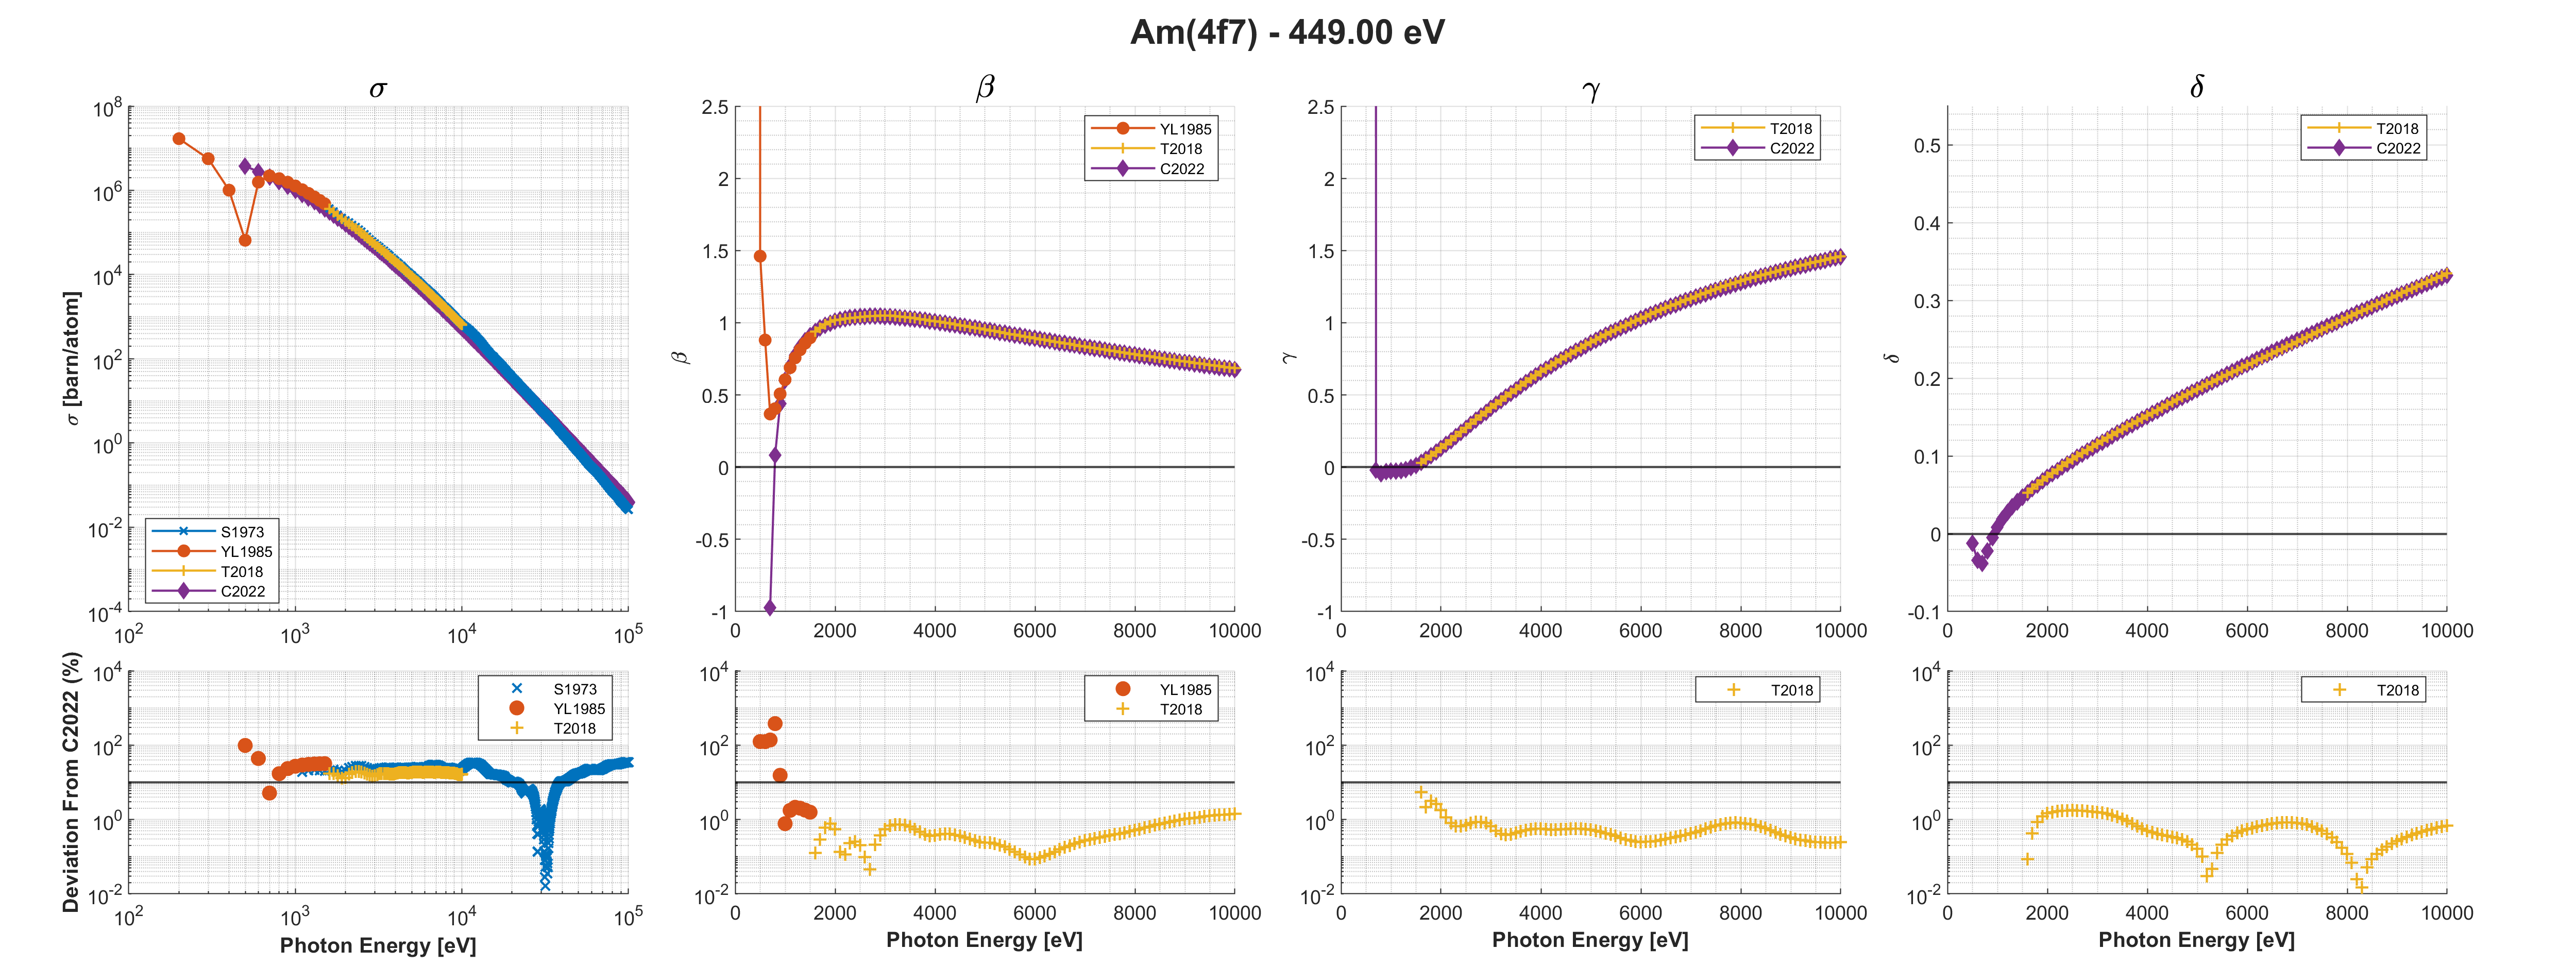 Am(4f7) - 449.00 eV
σ
10^8
10^6
10^4
10^2
10^0
10^-2
10^-4
σ [barn/atom]
S1973
YL1985
T2018
C2022
10^2
10^3
10^4
10^5
β
2.5
2
1.5
1
0.5
0
-0.5
-1
β
YL1985
T2018
C2022
0
2000
4000
6000
8000
10000
γ
2.5
2
1.5
1
0.5
0
-0.5
-1
γ
T2018
C2022
0
2000
4000
6000
8000
10000
δ
0.5
0.4
0.3
0.2
0.1
0
-0.1
δ
T2018
C2022
0
2000
4000
6000
8000
10000
Deviation From C2022 (%)
10^4
10^2
10^0
10^-2
S1973
YL1985
T2018
10^2
10^3
10^4
10^5
Photon Energy [eV]
10^4
10^2
10^0
10^-2
YL1985
T2018
0
2000
4000
6000
8000
10000
Photon Energy [eV]
10^4
10^2
10^0
10^-2
T2018
0
2000
4000
6000
8000
10000
Photon Energy [eV]
10^4
10^2
10^0
10^-2
T2018
0
2000
4000
6000
8000
10000
Photon Energy [eV]